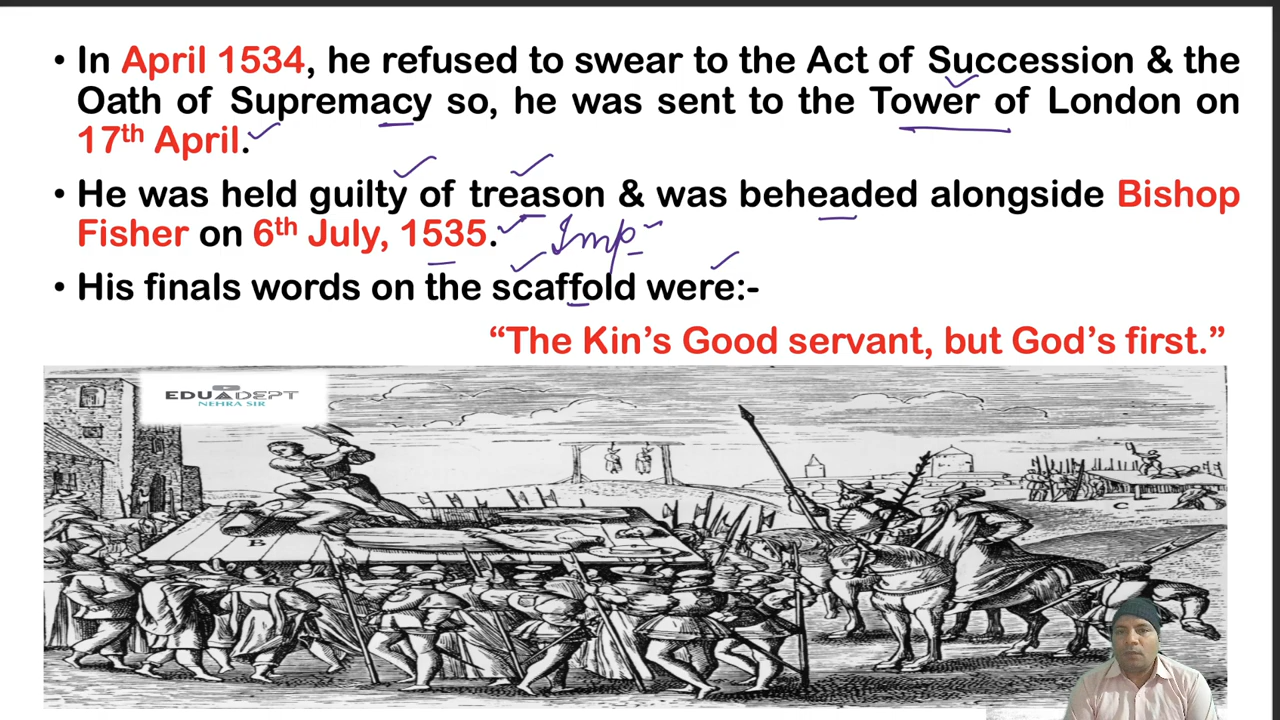 • In April 1534, he refused to swear to the Act of Succession & the
Oath of Supremacy so, he was sent to the Tower of London on
17th April.
• He was held guilty of treason & was beheaded alongside Bishop
Fisher on 6th July, 1535.
Imp
• His finals words on the scaffold were:-
“The Kin’s Good servant, but God’s first.”
EDUADEPT
NEHRA SIR
B
C